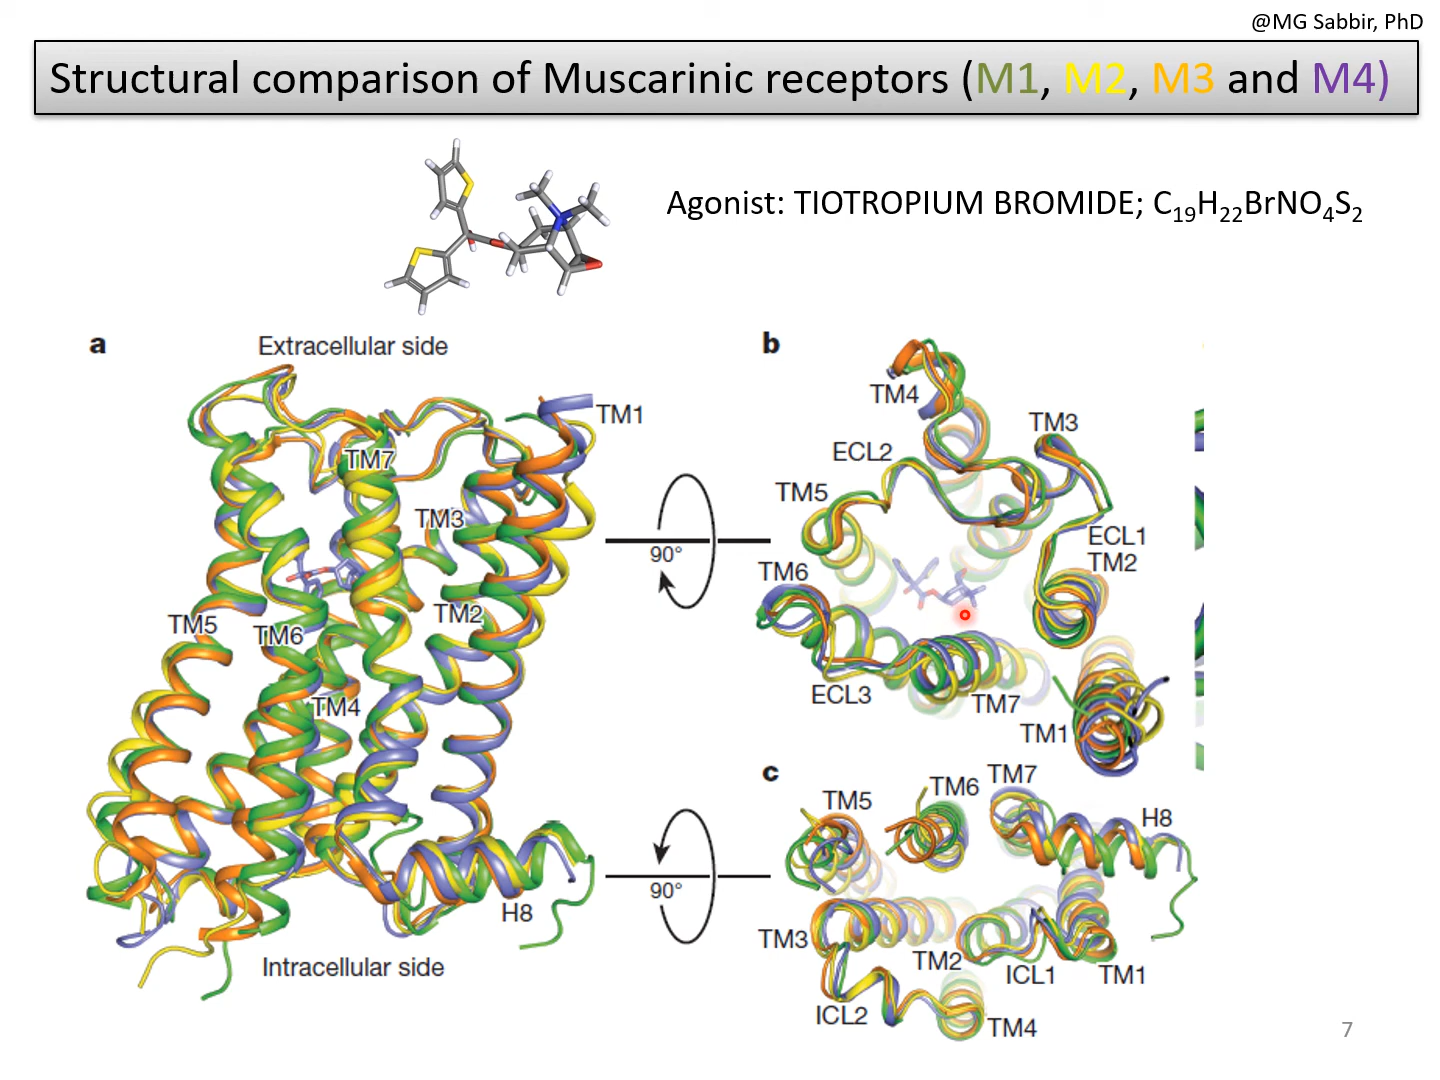 @MG Sabbir, PhD
Structural comparison of Muscarinic receptors (M1, M2, M3 and M4)
Agonist: TIOTROPIUM BROMIDE; C₁₉H₂₂BrNO₄S₂
a
Extracellular side
TM1
TM7
TM3
TM2
TM5
TM6
TM4
H8
Intracellular side
90°
90°
b
TM4
TM3
ECL2
TM5
ECL1
TM2
TM6
ECL3
TM7
TM1
c
TM7
TM6
TM5
H8
TM3
TM2
ICL1
TM1
ICL2
TM4
7